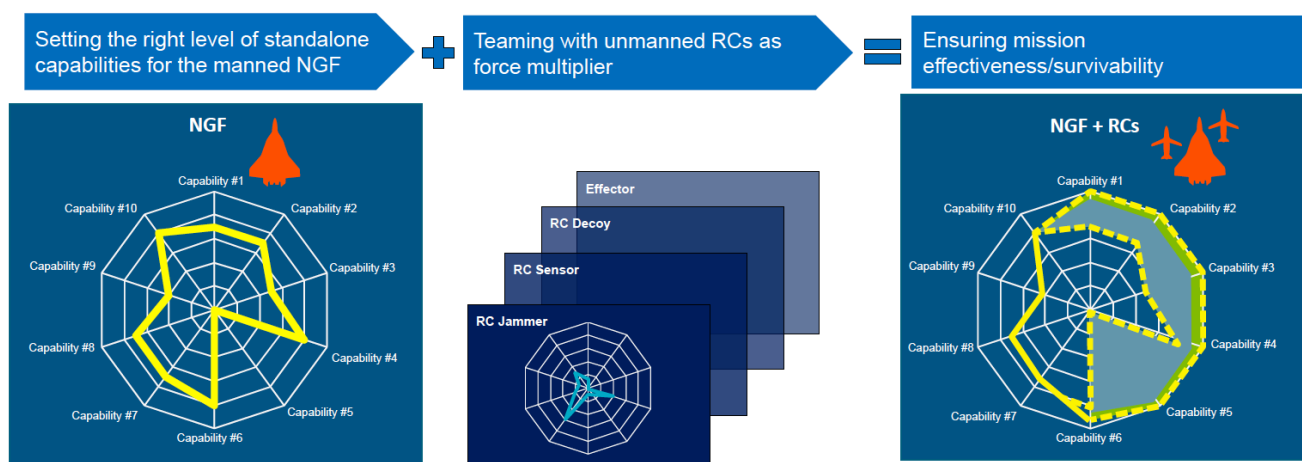 Setting the right level of standalone
capabilities for the manned NGF
Teaming with unmanned RCs as
force multiplier
Ensuring mission
effectiveness/survivability
NGF
Capability #1
Capability #2
Capability #3
Capability #4
Capability #5
Capability #6
Capability #7
Capability #8
Capability #9
Capability #10
Effector
RC Decoy
RC Sensor
RC Jammer
NGF + RCs
Capability #1
Capability #2
Capability #3
Capability #4
Capability #5
Capability #6
Capability #7
Capability #8
Capability #9
Capability #10